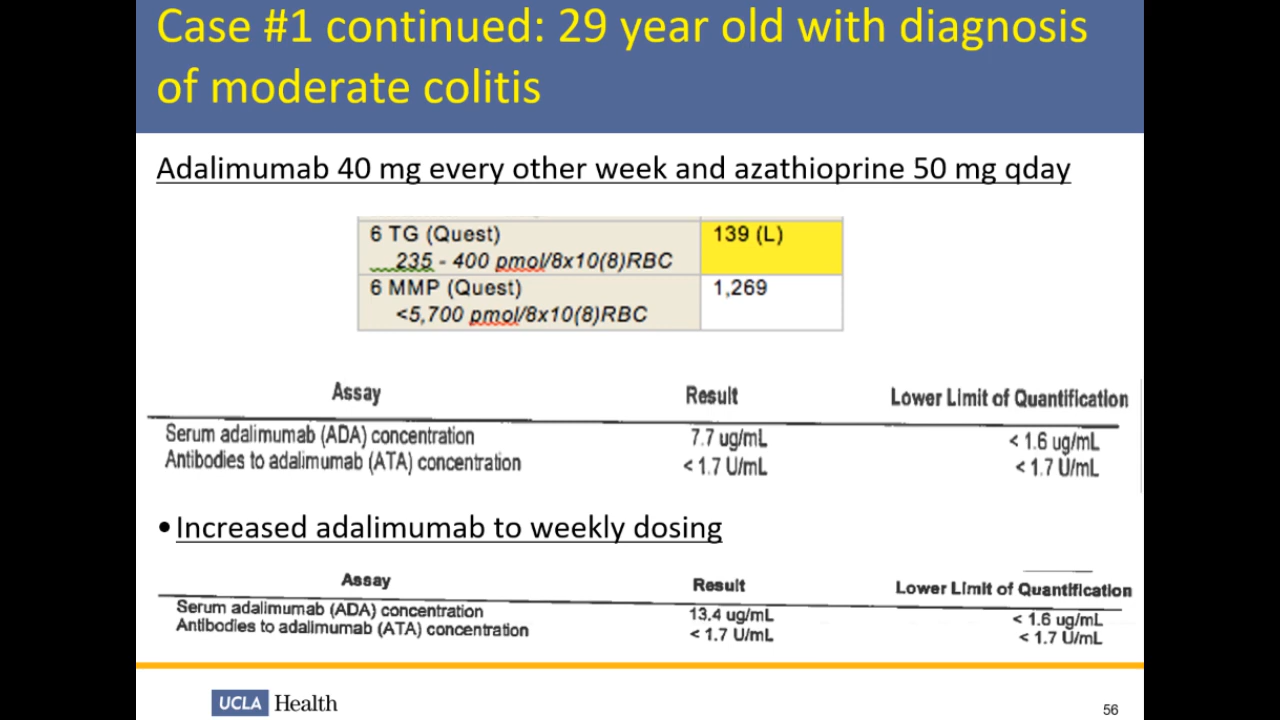 Case #1 continued: 29 year old with diagnosis
of moderate colitis
Adalimumab 40 mg every other week and azathioprine 50 mg qday
6 TG (Quest) 139 (L)
235 - 400 pmol/8x10(8)RBC
6 MMP (Quest) 1,269
<5,700 pmol/8x10(8)RBC
Assay Result Lower Limit of Quantification
Serum adalimumab (ADA) concentration 7.7 ug/mL < 1.6 ug/mL
Antibodies to adalimumab (ATA) concentration < 1.7 U/mL < 1.7 U/mL
•Increased adalimumab to weekly dosing
Assay Result Lower Limit of Quantification
Serum adalimumab (ADA) concentration 13.4 ug/mL < 1.6 ug/mL
Antibodies to adalimumab (ATA) concentration < 1.7 U/mL < 1.7 U/mL
UCLA Health
56